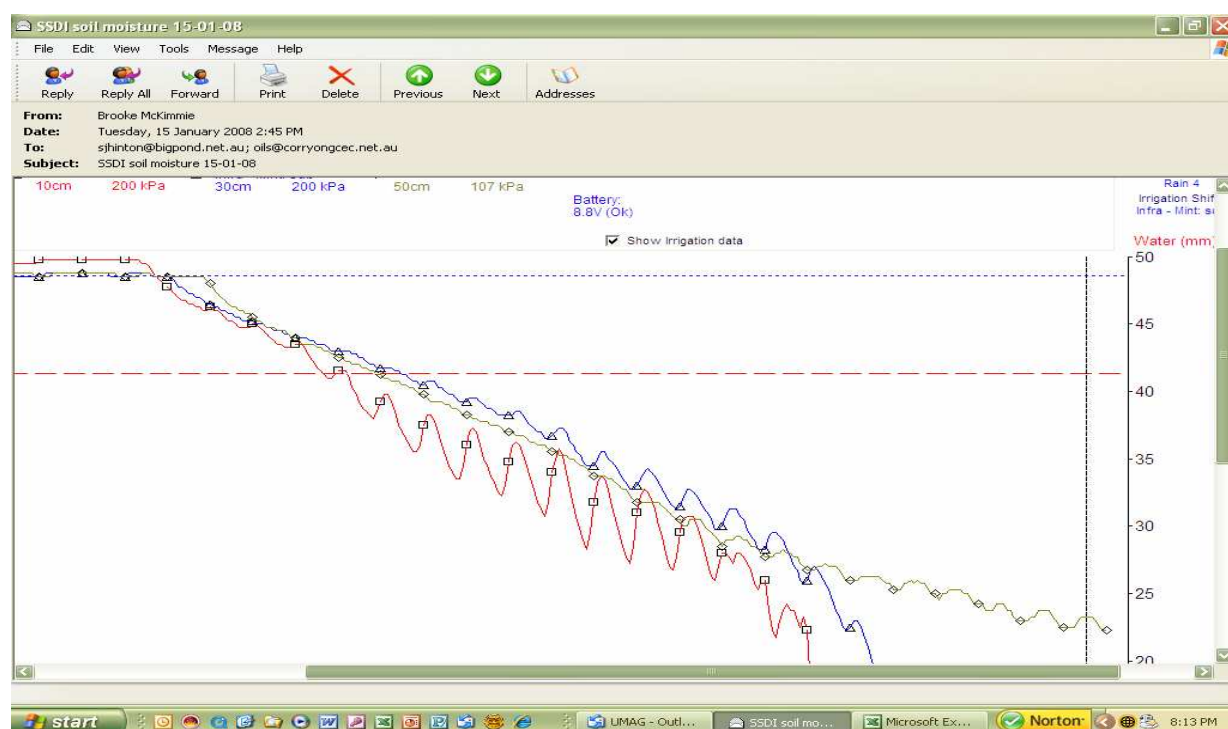 SSDI soil moisture 15-01-08
File Edit View Tools Message Help
Reply Reply All Forward Print Delete Previous Next Addresses
From: Brooke McKimmie
Date: Tuesday, 15 January 2008 2:45 PM
To: sjhinton@bigpond.net.au; oils@corryongcec.net.au
Subject: SSDI soil moisture 15-01-08
10cm 200 kPa 30cm 200 kPa 50cm 107 kPa
Battery:
8.8V (Ok)
Show Irrigation data
Rain 4
Irrigation Shif
Infra - Mint: s
Water (mm)
50
45
40
35
30
25
20
start UMAG - Outl... SSDI soil mo... Microsoft Ex... Norton 8:13 PM